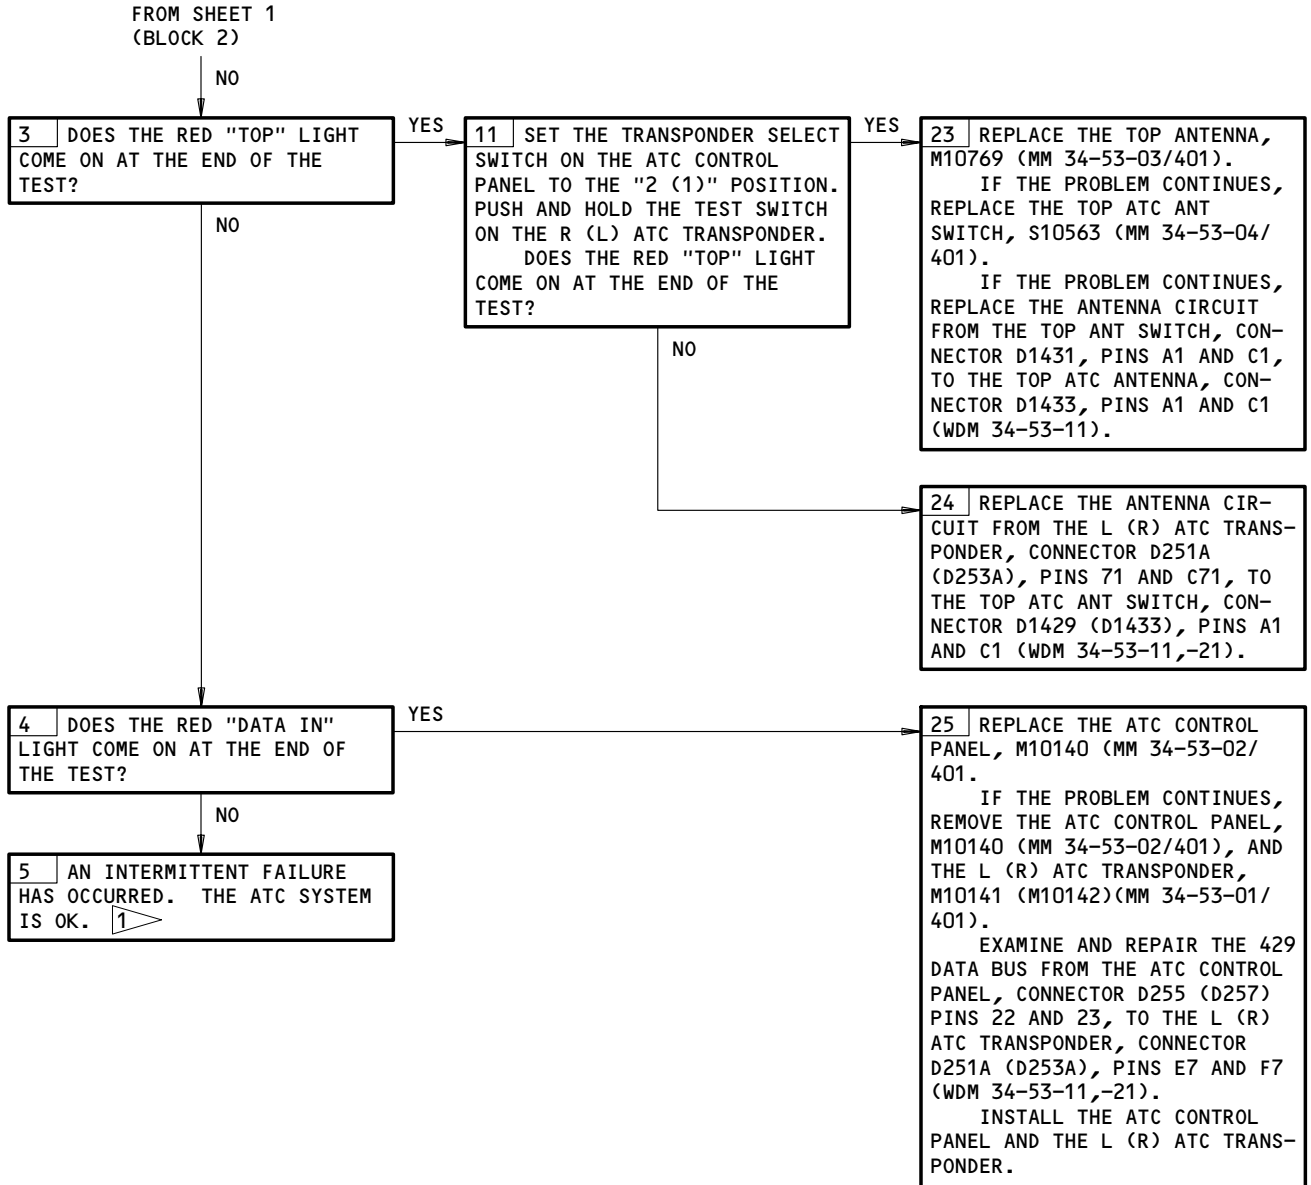 FROM SHEET 1
(BLOCK 2)
NO
3 DOES THE RED "TOP" LIGHT
COME ON AT THE END OF THE
TEST?
YES
NO
11 SET THE TRANSPONDER SELECT
SWITCH ON THE ATC CONTROL
PANEL TO THE "2 (1)" POSITION.
PUSH AND HOLD THE TEST SWITCH
ON THE R (L) ATC TRANSPONDER.
DOES THE RED "TOP" LIGHT
COME ON AT THE END OF THE
TEST?
YES
NO
23 REPLACE THE TOP ANTENNA,
M10769 (MM 34-53-03/401).
IF THE PROBLEM CONTINUES,
REPLACE THE TOP ATC ANT
SWITCH, S10563 (MM 34-53-04/
401).
IF THE PROBLEM CONTINUES,
REPLACE THE ANTENNA CIRCUIT
FROM THE TOP ANT SWITCH, CON-
NECTOR D1431, PINS A1 AND C1,
TO THE TOP ATC ANTENNA, CON-
NECTOR D1433, PINS A1 AND C1
(WDM 34-53-11).
24 REPLACE THE ANTENNA CIR-
CUIT FROM THE L (R) ATC TRANS-
PONDER, CONNECTOR D251A
(D253A), PINS 71 AND C71, TO
THE TOP ATC ANT SWITCH, CON-
NECTOR D1429 (D1433), PINS A1
AND C1 (WDM 34-53-11,-21).
4 DOES THE RED "DATA IN"
LIGHT COME ON AT THE END OF
THE TEST?
YES
NO
25 REPLACE THE ATC CONTROL
PANEL, M10140 (MM 34-53-02/
401.
IF THE PROBLEM CONTINUES,
REMOVE THE ATC CONTROL PANEL,
M10140 (MM 34-53-02/401), AND
THE L (R) ATC TRANSPONDER,
M10141 (M10142)(MM 34-53-01/
401).
EXAMINE AND REPAIR THE 429
DATA BUS FROM THE ATC CONTROL
PANEL, CONNECTOR D255 (D257)
PINS 22 AND 23, TO THE L (R)
ATC TRANSPONDER, CONNECTOR
D251A (D253A), PINS E7 AND F7
(WDM 34-53-11,-21).
INSTALL THE ATC CONTROL
PANEL AND THE L (R) ATC TRANS-
PONDER.
5 AN INTERMITTENT FAILURE
HAS OCCURRED. THE ATC SYSTEM
IS OK. 1